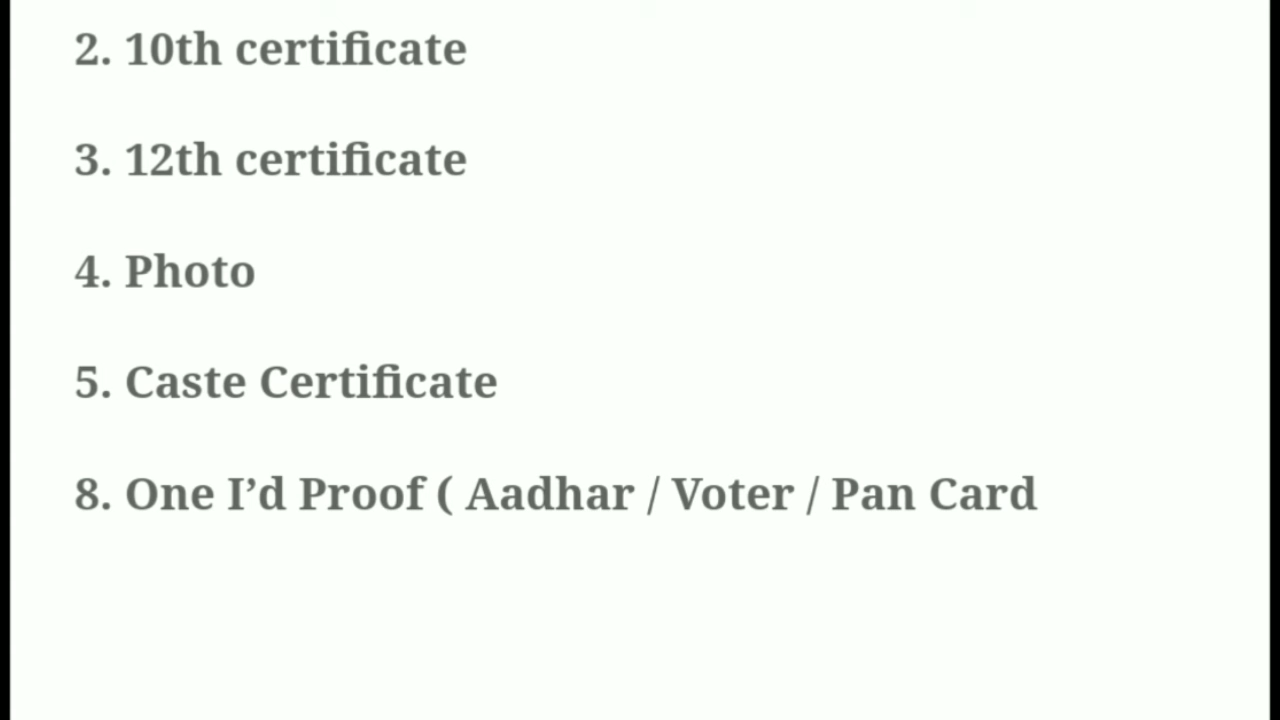 2. 10th certificate
3. 12th certificate
4. Photo
5. Caste Certificate
8. One I’d Proof ( Aadhar / Voter / Pan Card